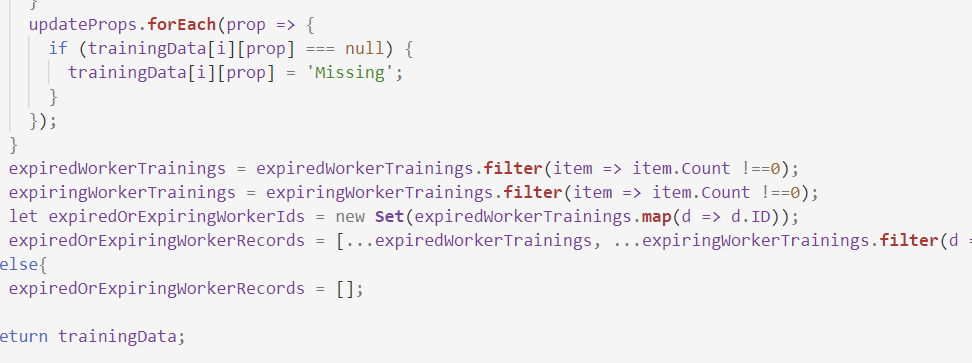 }
updateProps.forEach(prop => {
if (trainingData[i][prop] === null) {
trainingData[i][prop] = 'Missing';
}
});
}
expiredWorkerTrainings = expiredWorkerTrainings.filter(item => item.Count !==0);
expiringWorkerTrainings = expiringWorkerTrainings.filter(item => item.Count !==0);
let expiredOrExpiringWorkerIds = new Set(expiredWorkerTrainings.map(d => d.ID));
expiredOrExpiringWorkerRecords = [...expiredWorkerTrainings, ...expiringWorkerTrainings.filter(d =
else{
expiredOrExpiringWorkerRecords = [];
eturn trainingData;